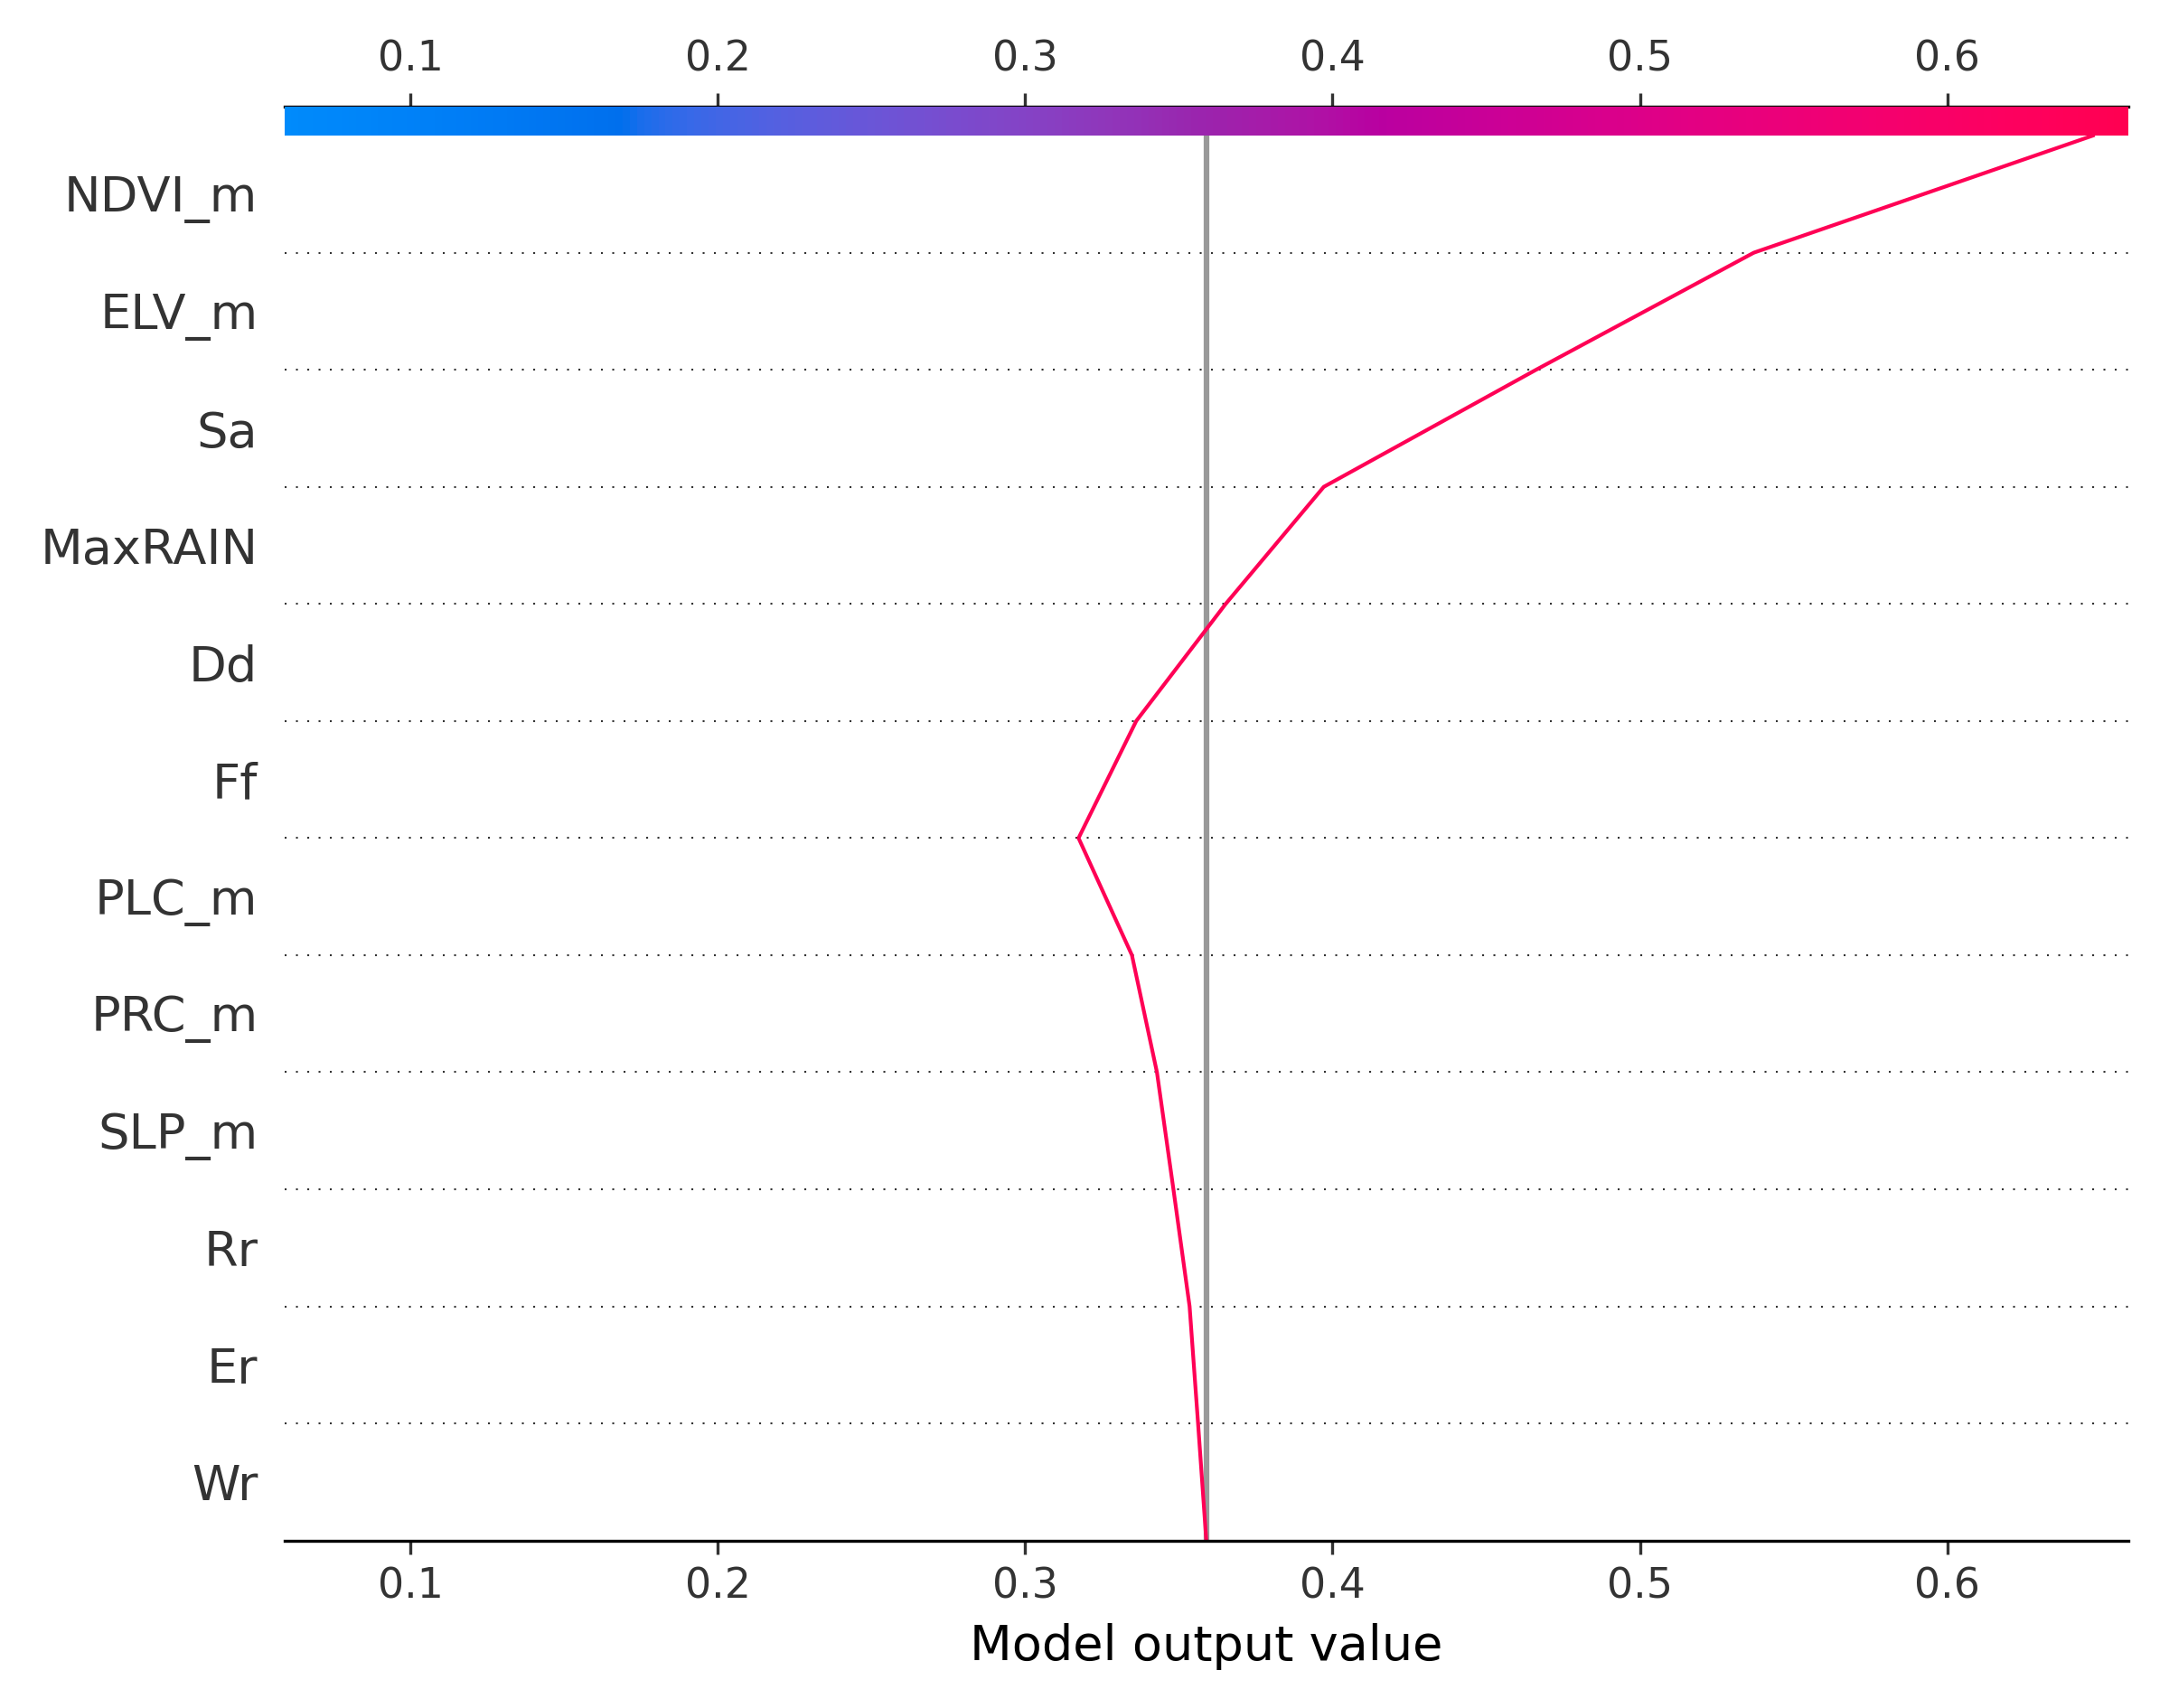 0.1 0.2 0.3 0.4 0.5 0.6
NDVI_m
ELV_m
Sa
MaxRAIN
Dd
Ff
PLC_m
PRC_m
SLP_m
Rr
Er
Wr
0.1 0.2 0.3 0.4 0.5 0.6
Model output value